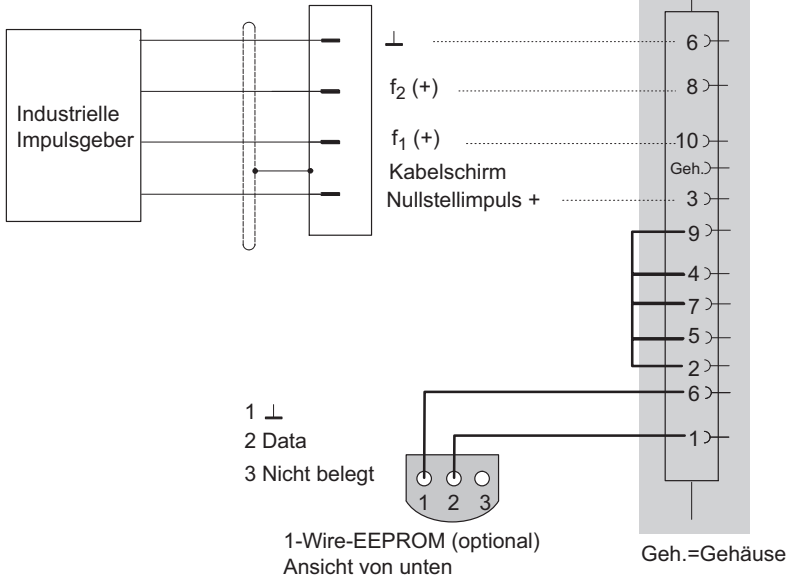 Industrielle
Impulsgeber
⊥
f2 (+)
f1 (+)
Kabelschirm
Nullstellimpuls +
6
8
10
Geh.
3
9
4
7
5
2
6
1
1 ⊥
2 Data
3 Nicht belegt
1 2 3
1-Wire-EEPROM (optional)
Ansicht von unten
Geh.=Gehäuse